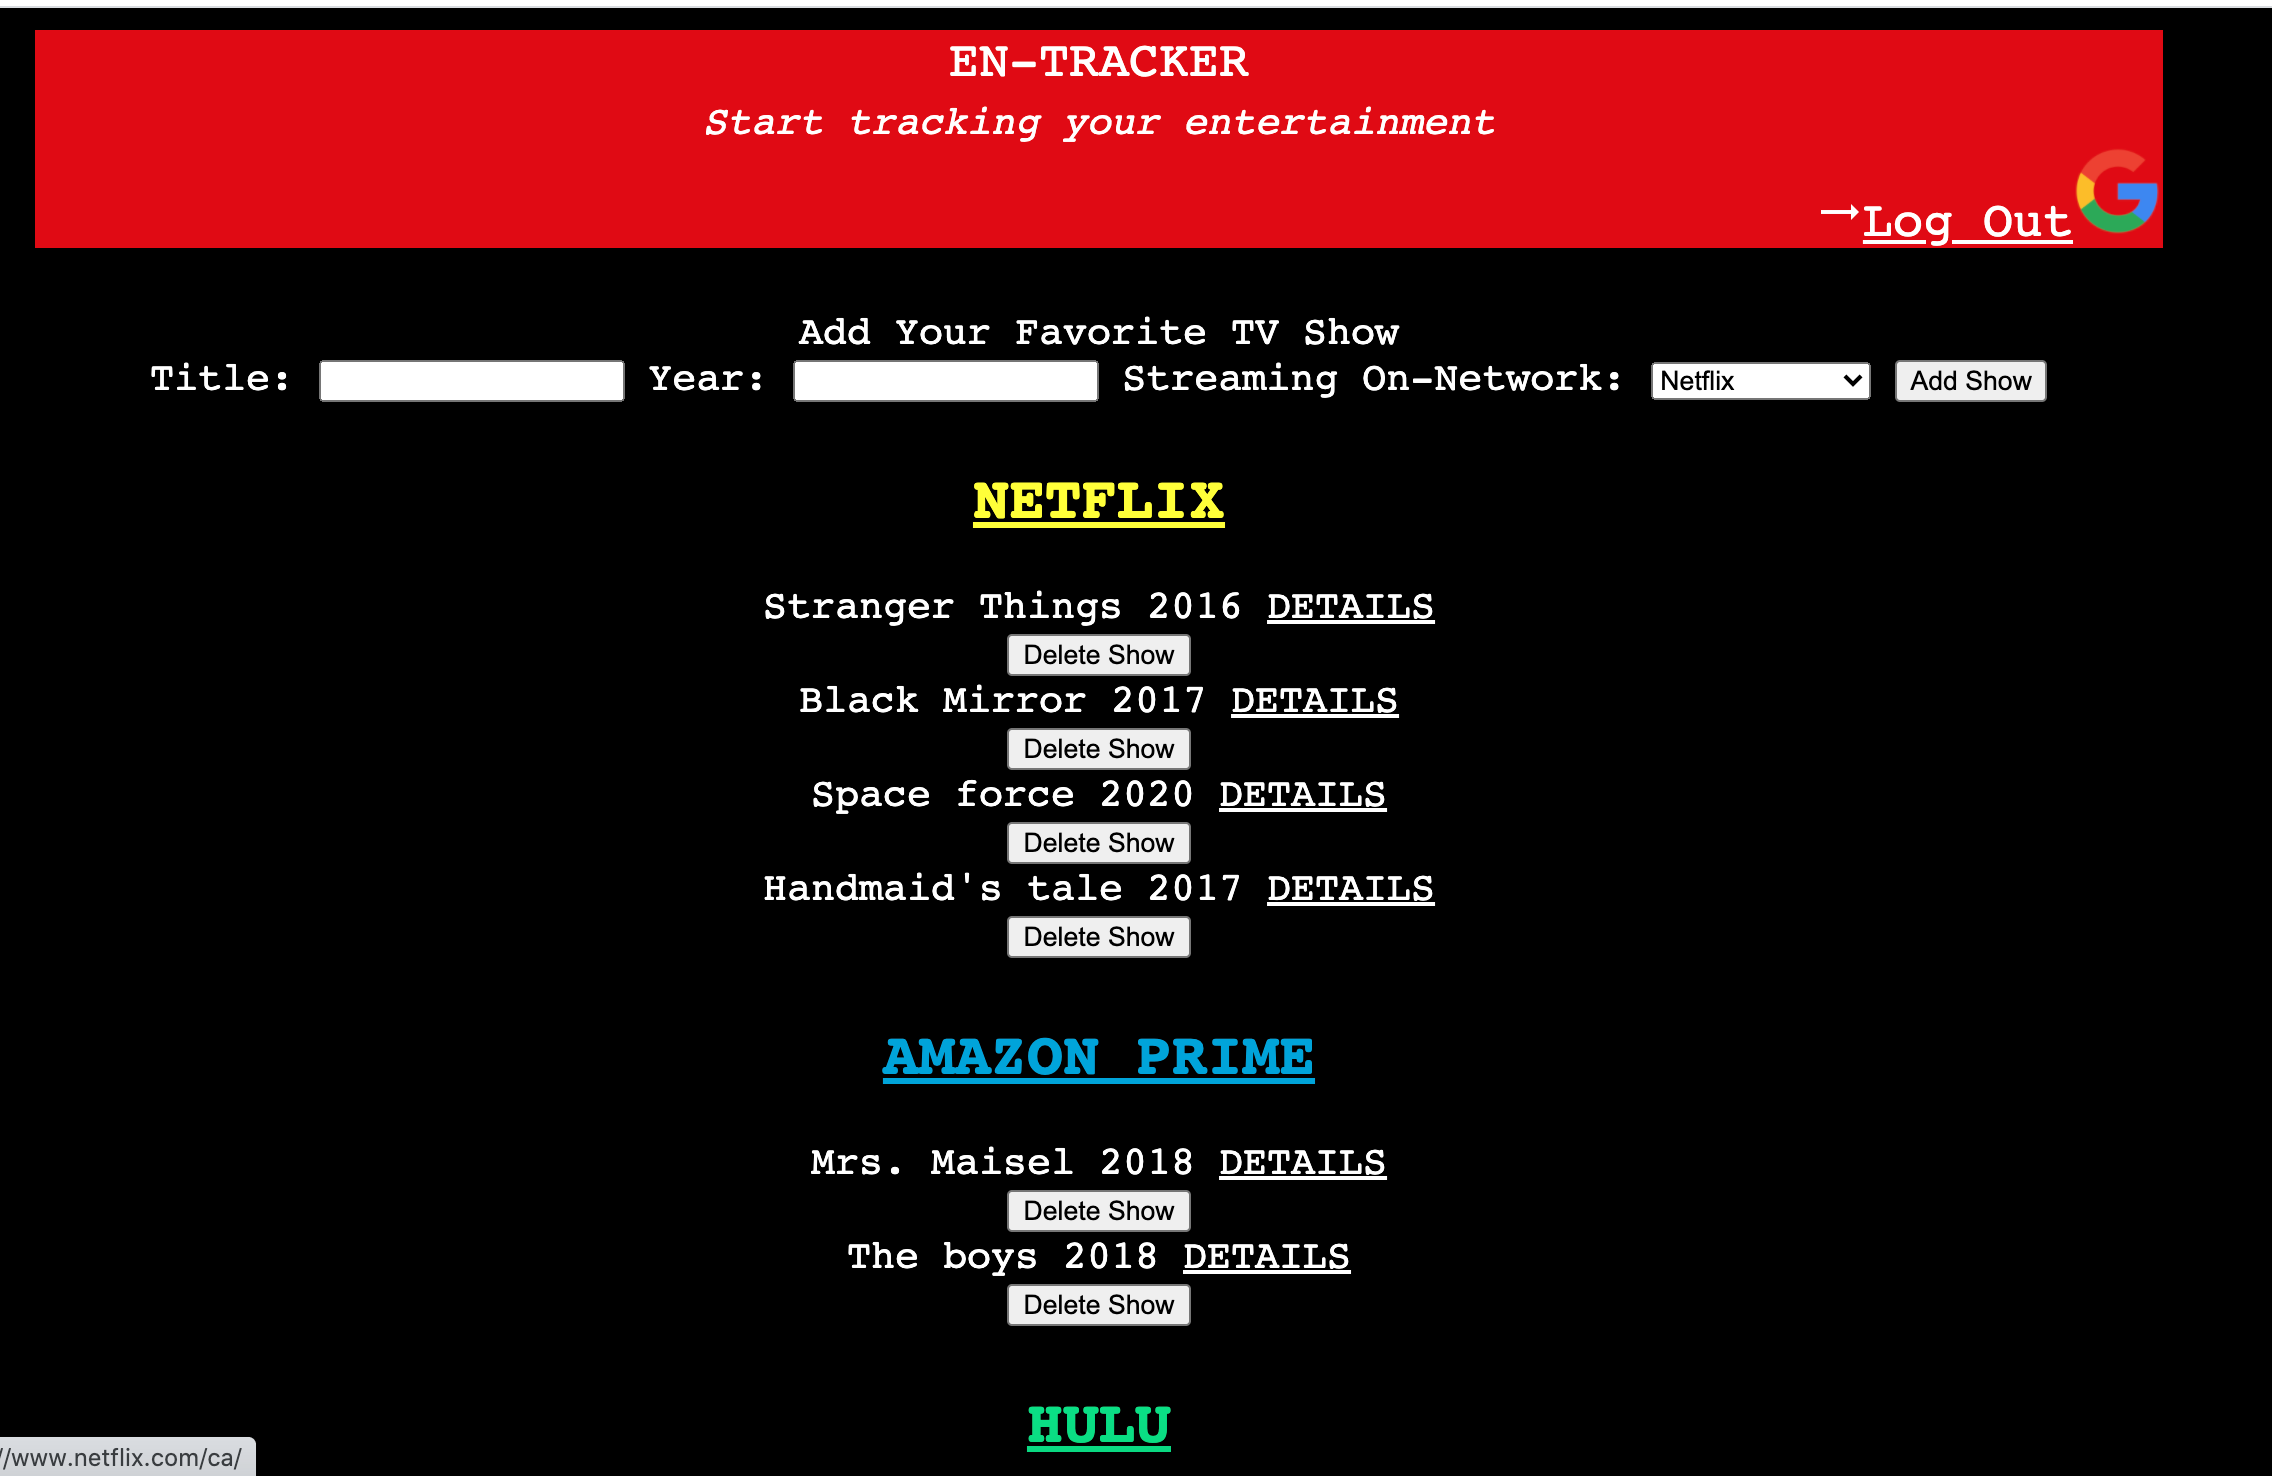 EN-TRACKER
Start tracking your entertainment
→Log Out
Add Your Favorite TV Show
Title: Year: Streaming On-Network: Netflix Add Show
NETFLIX
Stranger Things 2016 DETAILS
Delete Show
Black Mirror 2017 DETAILS
Delete Show
Space force 2020 DETAILS
Delete Show
Handmaid's tale 2017 DETAILS
Delete Show
AMAZON PRIME
Mrs. Maisel 2018 DETAILS
Delete Show
The boys 2018 DETAILS
Delete Show
HULU
//www.netflix.com/ca/